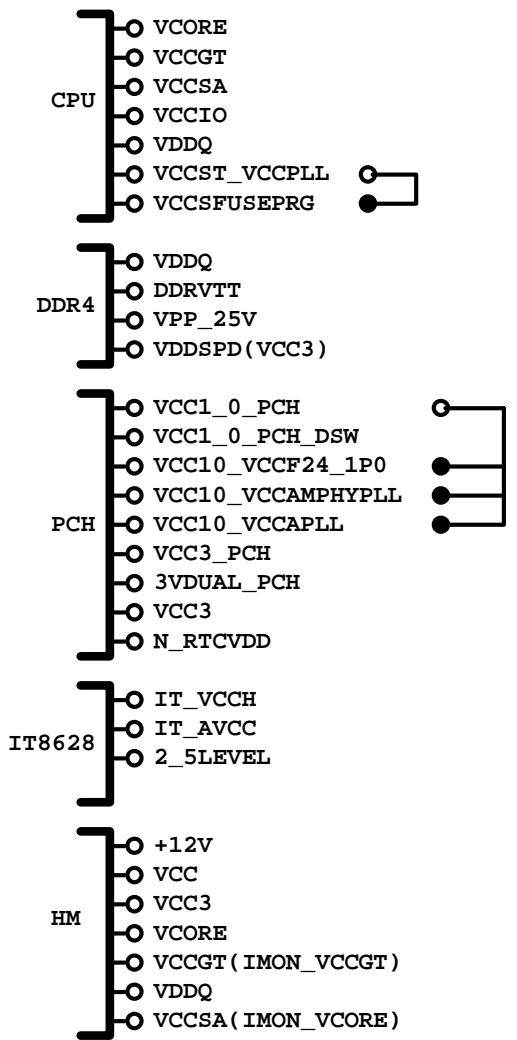 CPU
VCORE
VCCGT
VCCSA
VCCIO
VDDQ
VCCST_VCCPLL
VCCSFUSEPRG
DDR4
VDDQ
DDRVTT
VPP_25V
VDDSPD(VCC3)
PCH
VCC1_0_PCH
VCC1_0_PCH_DSW
VCC10_VCCF24_1P0
VCC10_VCCAMPHYPLL
VCC10_VCCAPLL
VCC3_PCH
3VDUAL_PCH
VCC3
N_RTCVDD
IT8628
IT_VCCH
IT_AVCC
2_5LEVEL
HM
+12V
VCC
VCC3
VCORE
VCCGT(IMON_VCCGT)
VDDQ
VCCSA(IMON_VCORE)